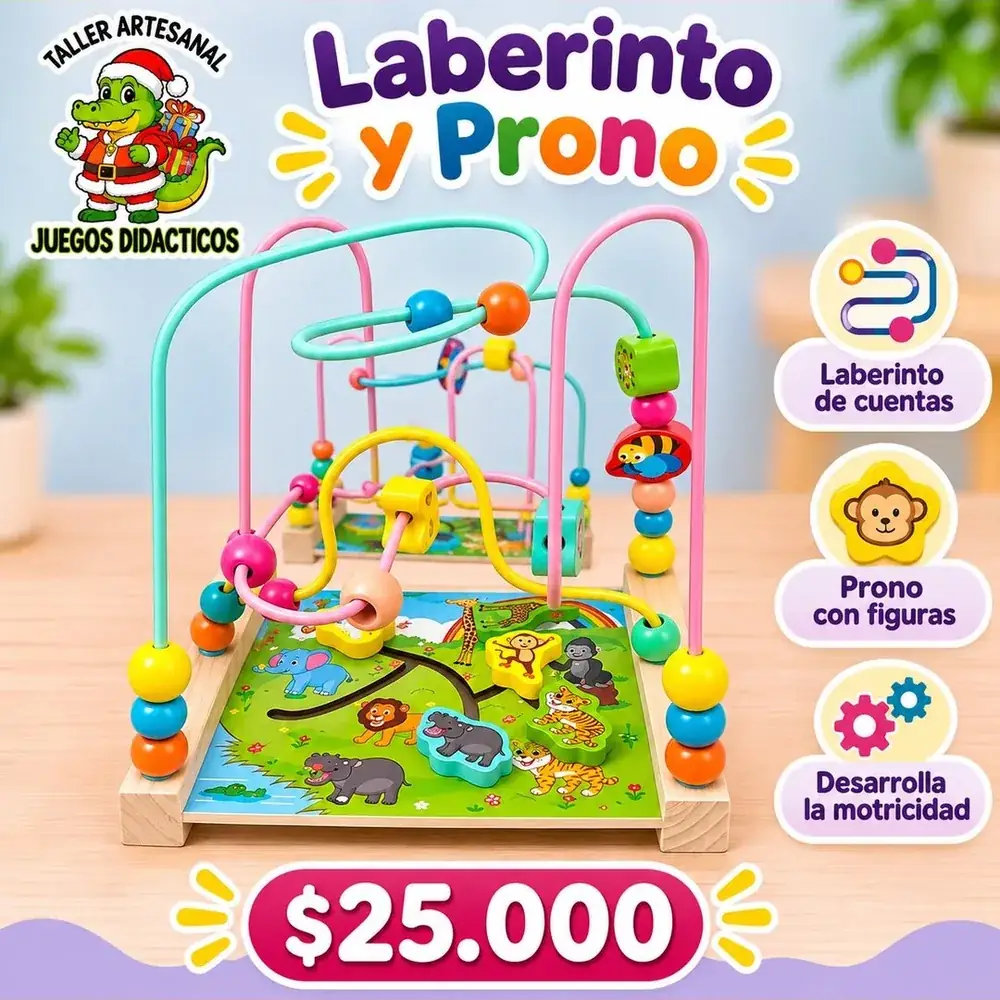 TALLER ARTESANAL
JUEGOS DIDACTICOS
Laberinto
y Prono
Laberinto
de cuentas
Prono
con figuras
Desarrolla
la motricidad
$25.000